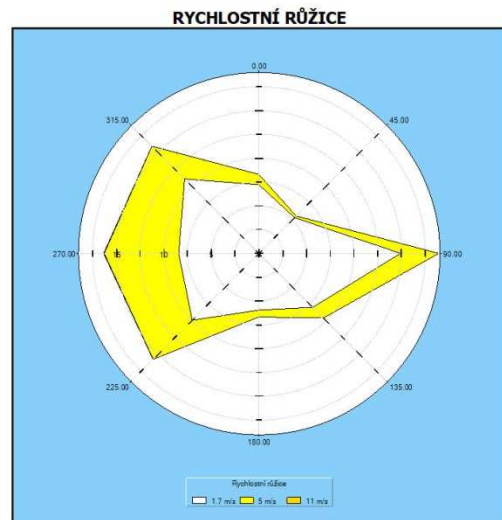 RYCHLOSTNÍ RŮŽICE
0.00
315.00 45.00
270.00 15 10 5 90.00
225.00 135.00
180.00
Rychlostní růžice
1.7 m/s 5 m/s 11 m/s